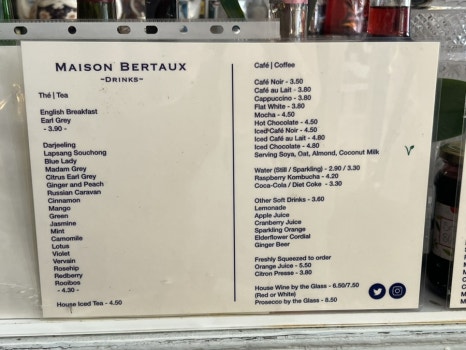 MAISON BERTAUX
~DRINKS~
Thé | Tea
English Breakfast
Earl Grey
- 3.90 -
Darjeeling
Lapsang Souchong
Blue Lady
Madam Grey
Citrus Earl Grey
Ginger and Peach
Russian Caravan
Cinnamon
Mango
Green
Jasmine
Mint
Camomile
Lotus
Violet
Vervain
Rosehip
Redberry
Rooibos
- 4.30 -
House Iced Tea - 4.50
Café | Coffee
Café Noir - 3.50
Café au Lait - 3.80
Cappuccino - 3.80
Flat White - 3.80
Mocha - 4.50
Hot Chocolate - 4.50
Iced Café Noir - 4.50
Iced Café au Lait - 4.80
Iced Chocolate - 4.80
Serving Soya, Oat, Almond, Coconut Milk
Water (Still / Sparkling) - 2.90 / 3.30
Raspberry Kombucha - 4.20
Coca-Cola / Diet Coke - 3.30
Other Soft Drinks - 3.60
Lemonade
Apple Juice
Cranberry Juice
Sparkling Orange
Elderflower Cordial
Ginger Beer
Freshly Squeezed to order
Orange Juice - 5.50
Citron Presse - 3.80
House Wine by the Glass - 6.50/7.50
(Red or White)
Prosecco by the Glass - 8.50